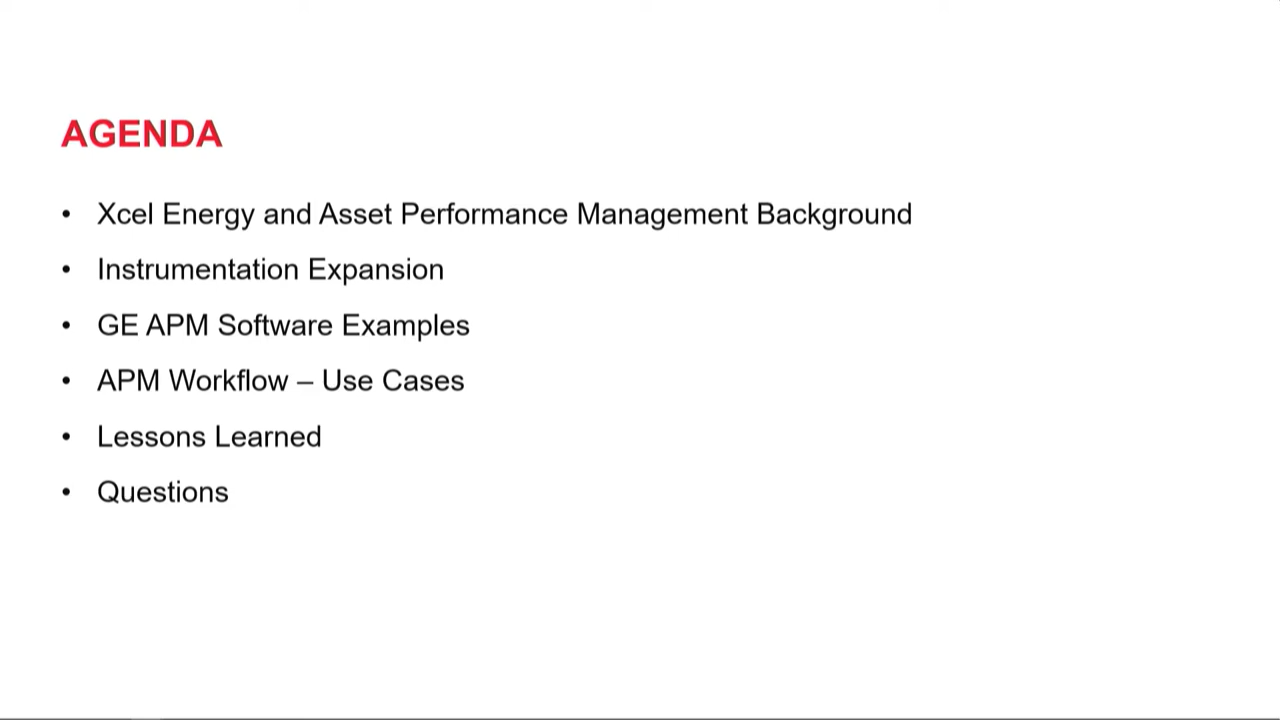 AGENDA
• Xcel Energy and Asset Performance Management Background
• Instrumentation Expansion
• GE APM Software Examples
• APM Workflow – Use Cases
• Lessons Learned
• Questions